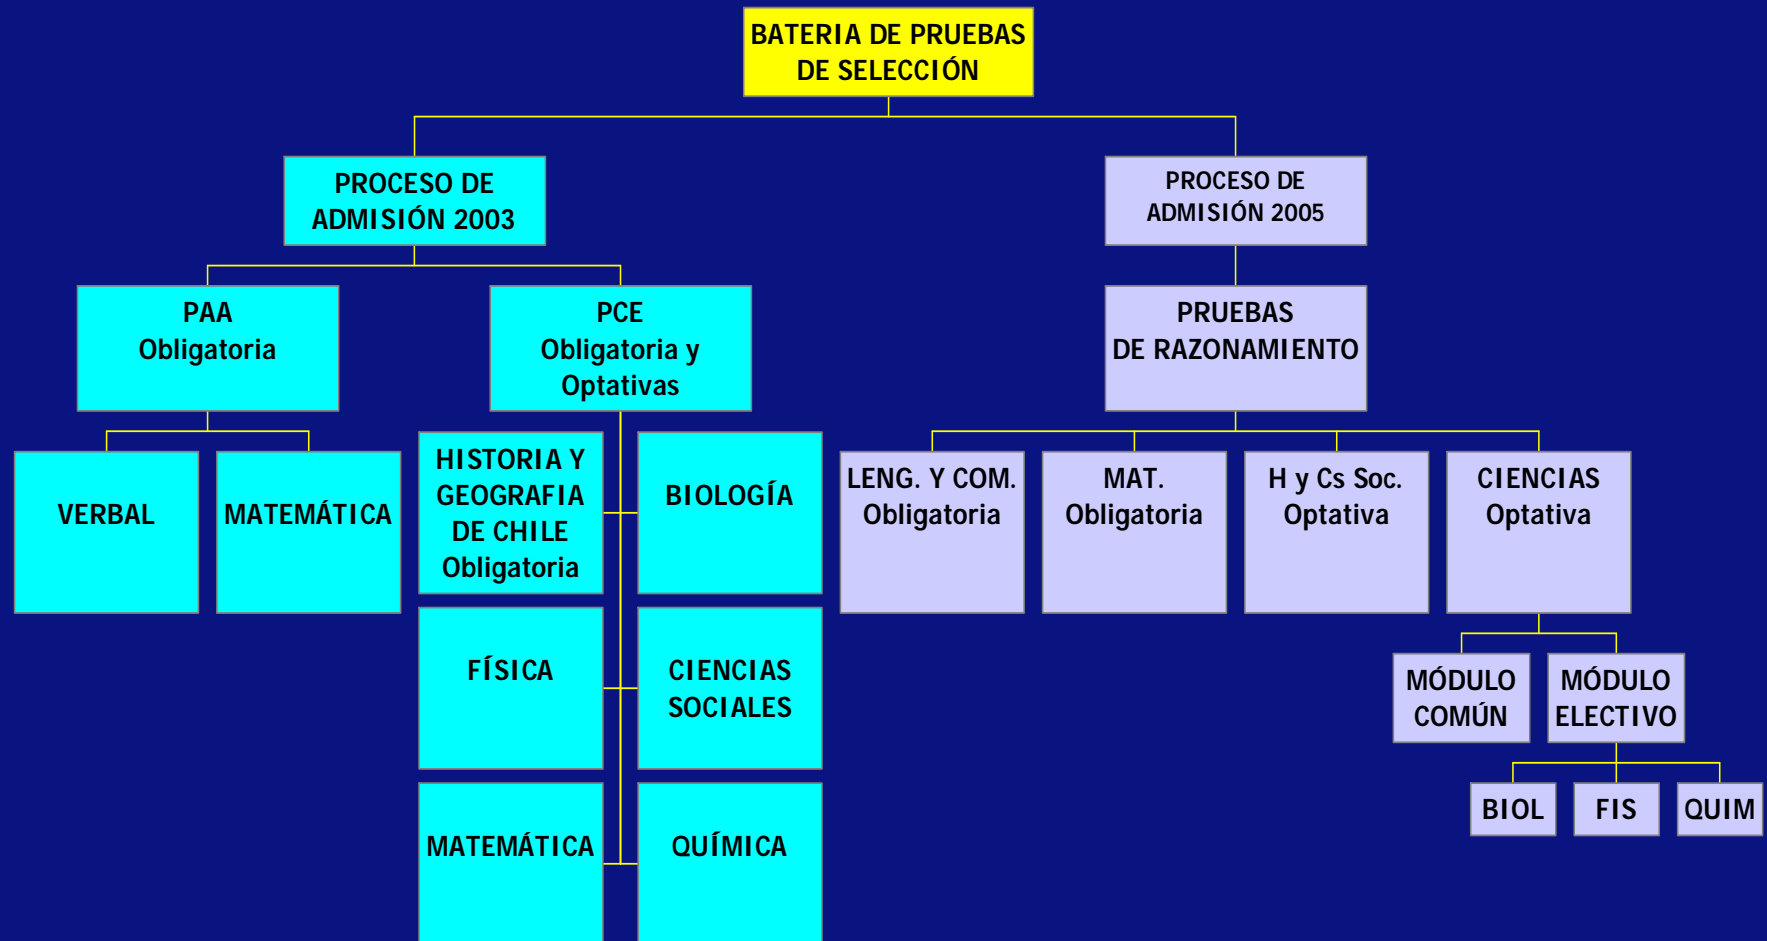 BATERIA DE PRUEBAS
DE SELECCIÓN
PROCESO DE
ADMISIÓN 2003
PROCESO DE
ADMISIÓN 2005
PAA
Obligatoria
PCE
Obligatoria y
Optativas
PRUEBAS
DE RAZONAMIENTO
VERBAL
MATEMÁTICA
HISTORIA Y
GEOGRAFIA
DE CHILE
Obligatoria
BIOLOGÍA
FÍSICA
CIENCIAS
SOCIALES
MATEMÁTICA
QUÍMICA
LENG. Y COM.
Obligatoria
MAT.
Obligatoria
H y Cs Soc.
Optativa
CIENCIAS
Optativa
MÓDULO
COMÚN
MÓDULO
ELECTIVO
BIOL
FIS
QUIM